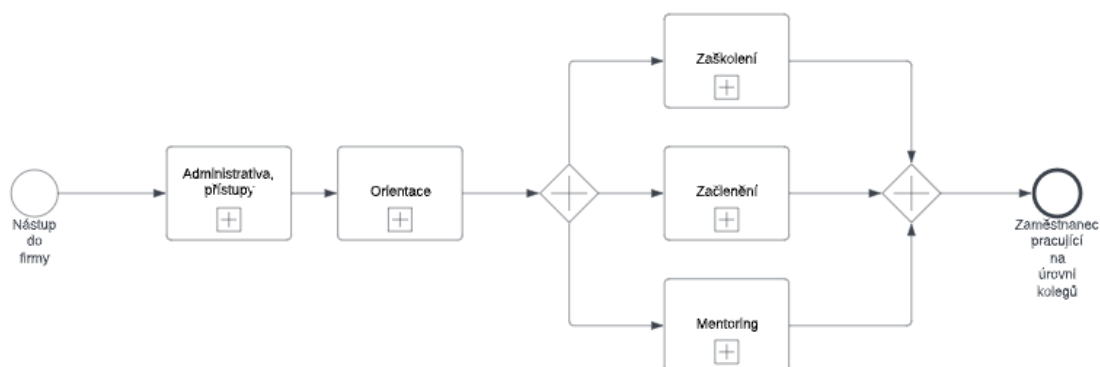 Zaškolení
Administrativa,
přístupy
Orientace
Začlenění
Nástup
do
firmy
Zaměstnanec
pracující
na
úrovni
kolegů
Mentoring